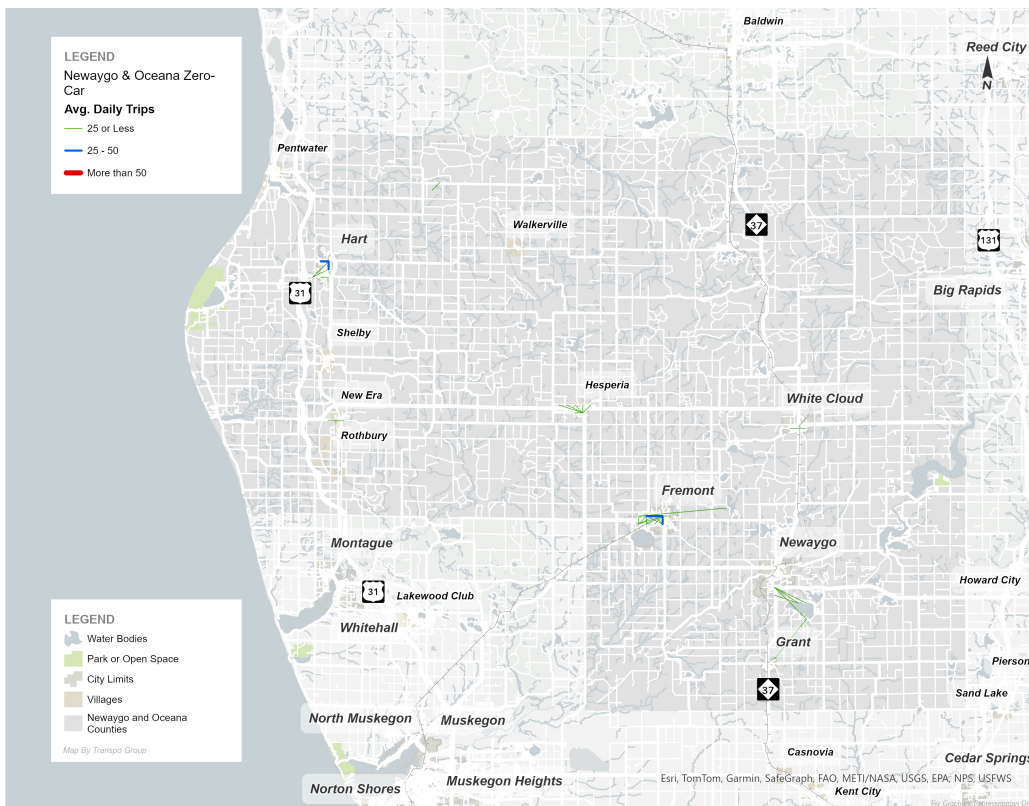 LEGEND
Newaygo & Oceana Zero-
Car
Avg. Daily Trips
25 or Less
25 - 50
More than 50
Baldwin
Reed City
N
Pentwater
Walkerville
37
Hart
131
31
Big Rapids
Shelby
Hesperia
New Era
White Cloud
Rothbury
Fremont
Montague
Newaygo
31
Lakewood Club
Howard City
Whitehall
Grant
Pierson
37
Sand Lake
North Muskegon
Muskegon
Casnovia
Cedar Springs
Muskegon Heights
Norton Shores
Kent City
LEGEND
Water Bodies
Park or Open Space
City Limits
Villages
Newaygo and Oceana
Counties
Map By Transpo Group
Esri, TomTom, Garmin, SafeGraph, FAO, METI/NASA, USGS, EPA, NPS, USFWS